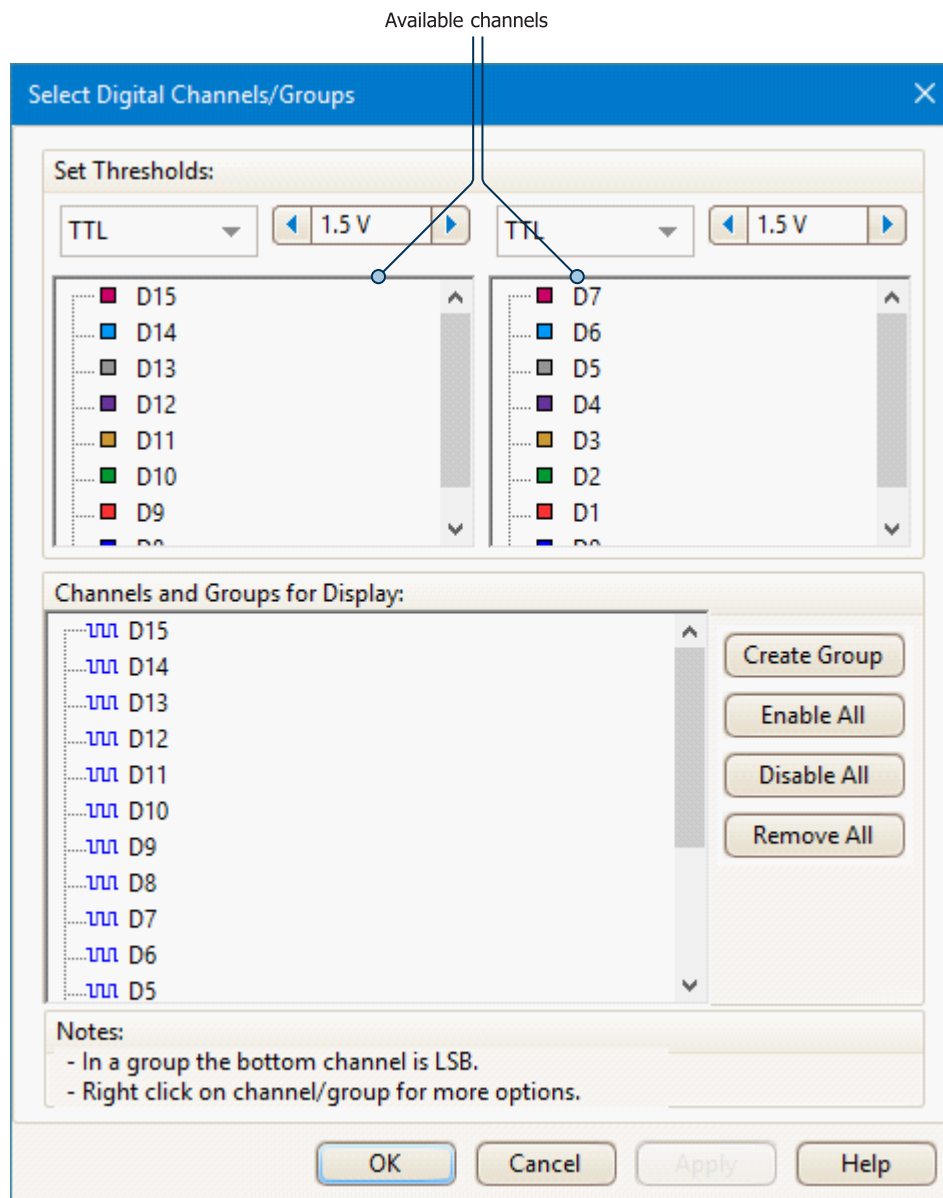 Available channels
Select Digital Channels/Groups
Set Thresholds:
TTL 1.5 V TTL 1.5 V
D15 D7
D14 D6
D13 D5
D12 D4
D11 D3
D10 D2
D9 D1
D8 D0
Channels and Groups for Display:
D15
D14
D13
D12
D11
D10
D9
D8
D7
D6
D5
Create Group
Enable All
Disable All
Remove All
Notes:
- In a group the bottom channel is LSB.
- Right click on channel/group for more options.
OK Cancel Apply Help